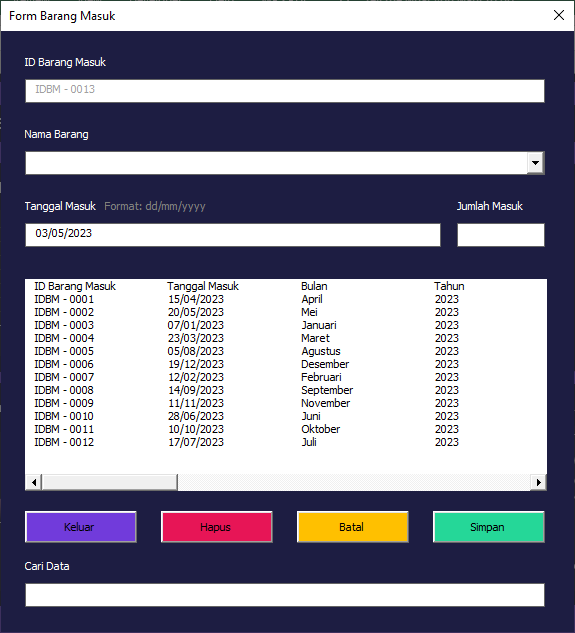 Form Barang Masuk
ID Barang Masuk
IDBM - 0013
Nama Barang
Tanggal Masuk Format: dd/mm/yyyy Jumlah Masuk
03/05/2023
ID Barang Masuk Tanggal Masuk Bulan Tahun
IDBM - 0001 15/04/2023 April 2023
IDBM - 0002 20/05/2023 Mei 2023
IDBM - 0003 07/01/2023 Januari 2023
IDBM - 0004 23/03/2023 Maret 2023
IDBM - 0005 05/08/2023 Agustus 2023
IDBM - 0006 19/12/2023 Desember 2023
IDBM - 0007 12/02/2023 Februari 2023
IDBM - 0008 14/09/2023 September 2023
IDBM - 0009 11/11/2023 November 2023
IDBM - 0010 28/06/2023 Juni 2023
IDBM - 0011 10/10/2023 Oktober 2023
IDBM - 0012 17/07/2023 Juli 2023
Keluar Hapus Batal Simpan
Cari Data